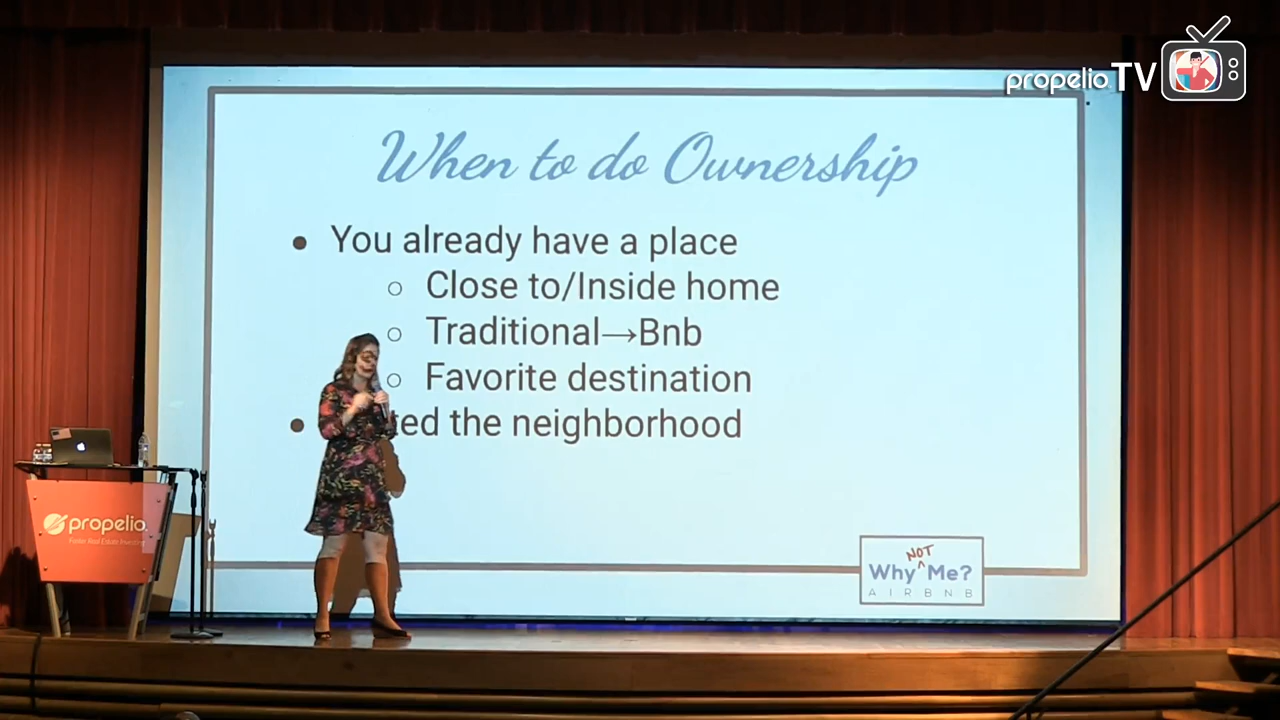 propelio TV
When to do Ownership
You already have a place
Close to/Inside home
Traditional→Bnb
Favorite destination
the neighborhood
propelio.
NOT
Why Me?
AIRBNB